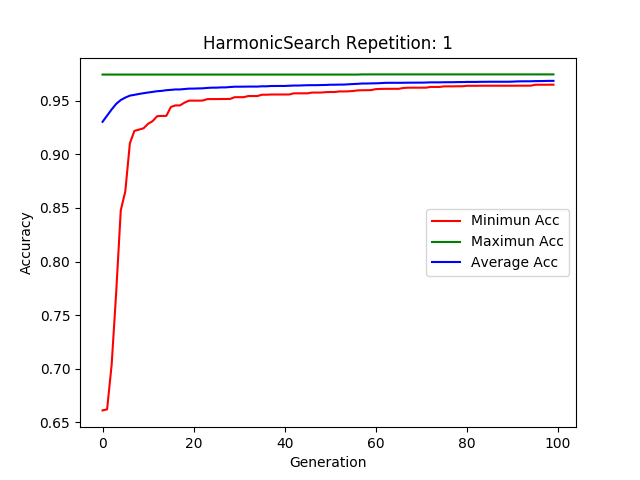 HarmonicSearch Repetition: 1
Accuracy
0.95
0.90
0.85
0.80
0.75
0.70
0.65
Minimun Acc
Maximun Acc
Average Acc
0 20 40 60 80 100
Generation